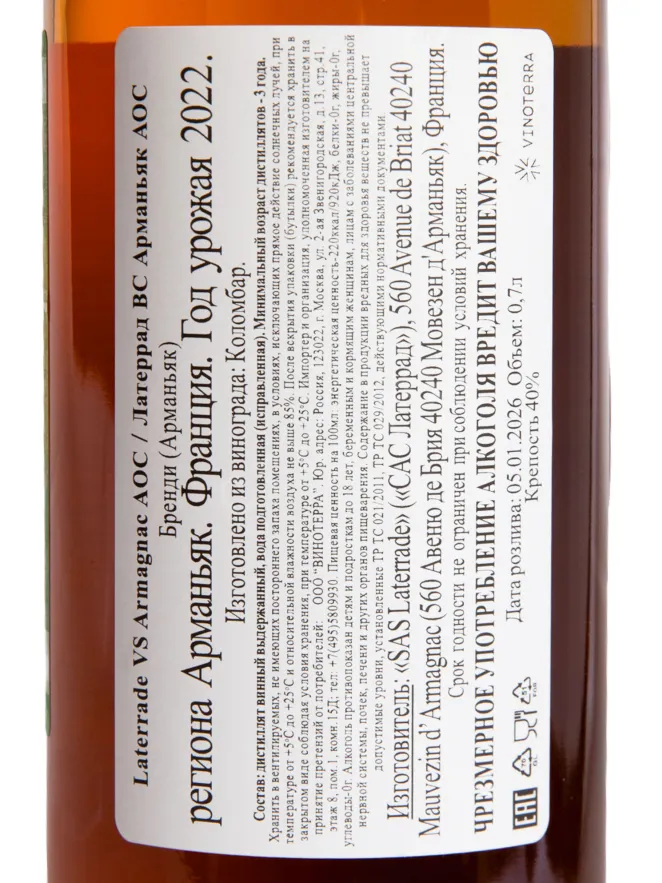 Laterrade VS Armagnac AOC / Латеррад ВС Арманьяк АОС
Бренди (Арманьяк)
региона Арманьяк. Франция. Год урожая 2022.
Изготовлено из винограда: Коломбар.
Состав: дистиллят винный выдержанный, вода подготовленная (исправленная). Минимальный возраст дистиллятов - 3 года.
Хранить в вентилируемых, не имеющих постороннего запаха помещениях, в условиях, исключающих прямое действие солнечных лучей, при
температуре от +5°С до +25°С и относительной влажности воздуха не выше 85%. После вскрытия упаковки (бутылки) рекомендуется хранить в
закрытом виде соблюдая условия хранения, при температуре от +5°С до +25°С. Импортер и организация, уполномоченная изготовителем на
принятие претензий от потребителей: ООО "ВИНОТЕРРА". Юр. адрес: Россия, 123022, г. Москва, ул. 2-ая Звенигородская, д.13, стр.41,
этаж 8, пом.1, комн.15Д; тел: +7(495)5809930. Пищевая ценность на 100мл: энергетическая ценность-220ккал/920кДж, белки-0г, жиры-0г,
углеводы-0г. Алкоголь противопоказан детям и подросткам до 18 лет, беременным и кормящим женщинам, лицам с заболеваниями центральной
нервной системы, почек, печени и других органов пищеварения. Содержание в продукции вредных для здоровья веществ не превышает
допустимые уровни, установленные ТР ТС 021/2011, ТР ТС 029/2012, действующими нормативными документами.
Изготовитель: «SAS Laterrade» («САС Латеррад»), 560 Avenue de Briat 40240
Mauvezin d’ Armagnac (560 Авеню де Брия 40240 Мовезен д'Арманьяк), Франция.
Срок годности не ограничен при соблюдении условий хранения.
ЧРЕЗМЕРНОЕ УПОТРЕБЛЕНИЕ АЛКОГОЛЯ ВРЕДИТ ВАШЕМУ ЗДОРОВЬЮ
Дата розлива: 05.01.2026 Объем: 0,7л
Крепость 40%
EAC
VINOTERRA